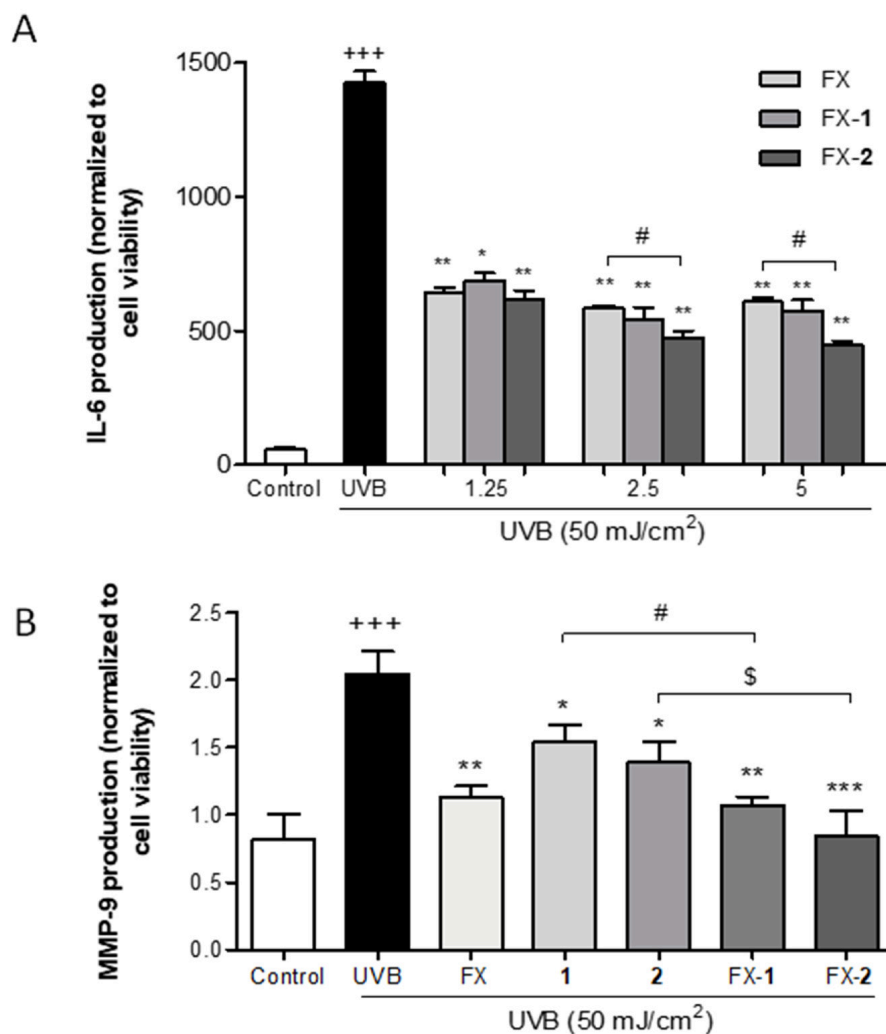 A
IL-6 production (normalized to
cell viability)
1500
1000
500
0
+++
FX
FX-1
FX-2
# #
** * ** ** ** ** ** ** **
Control UVB 1.25 2.5 5
UVB (50 mJ/cm²)
B
MMP-9 production (normalized to
cell viability)
2.5
2.0
1.5
1.0
0.5
0.0
+++
#
$
** * * ** ***
Control UVB FX 1 2 FX-1 FX-2
UVB (50 mJ/cm²)